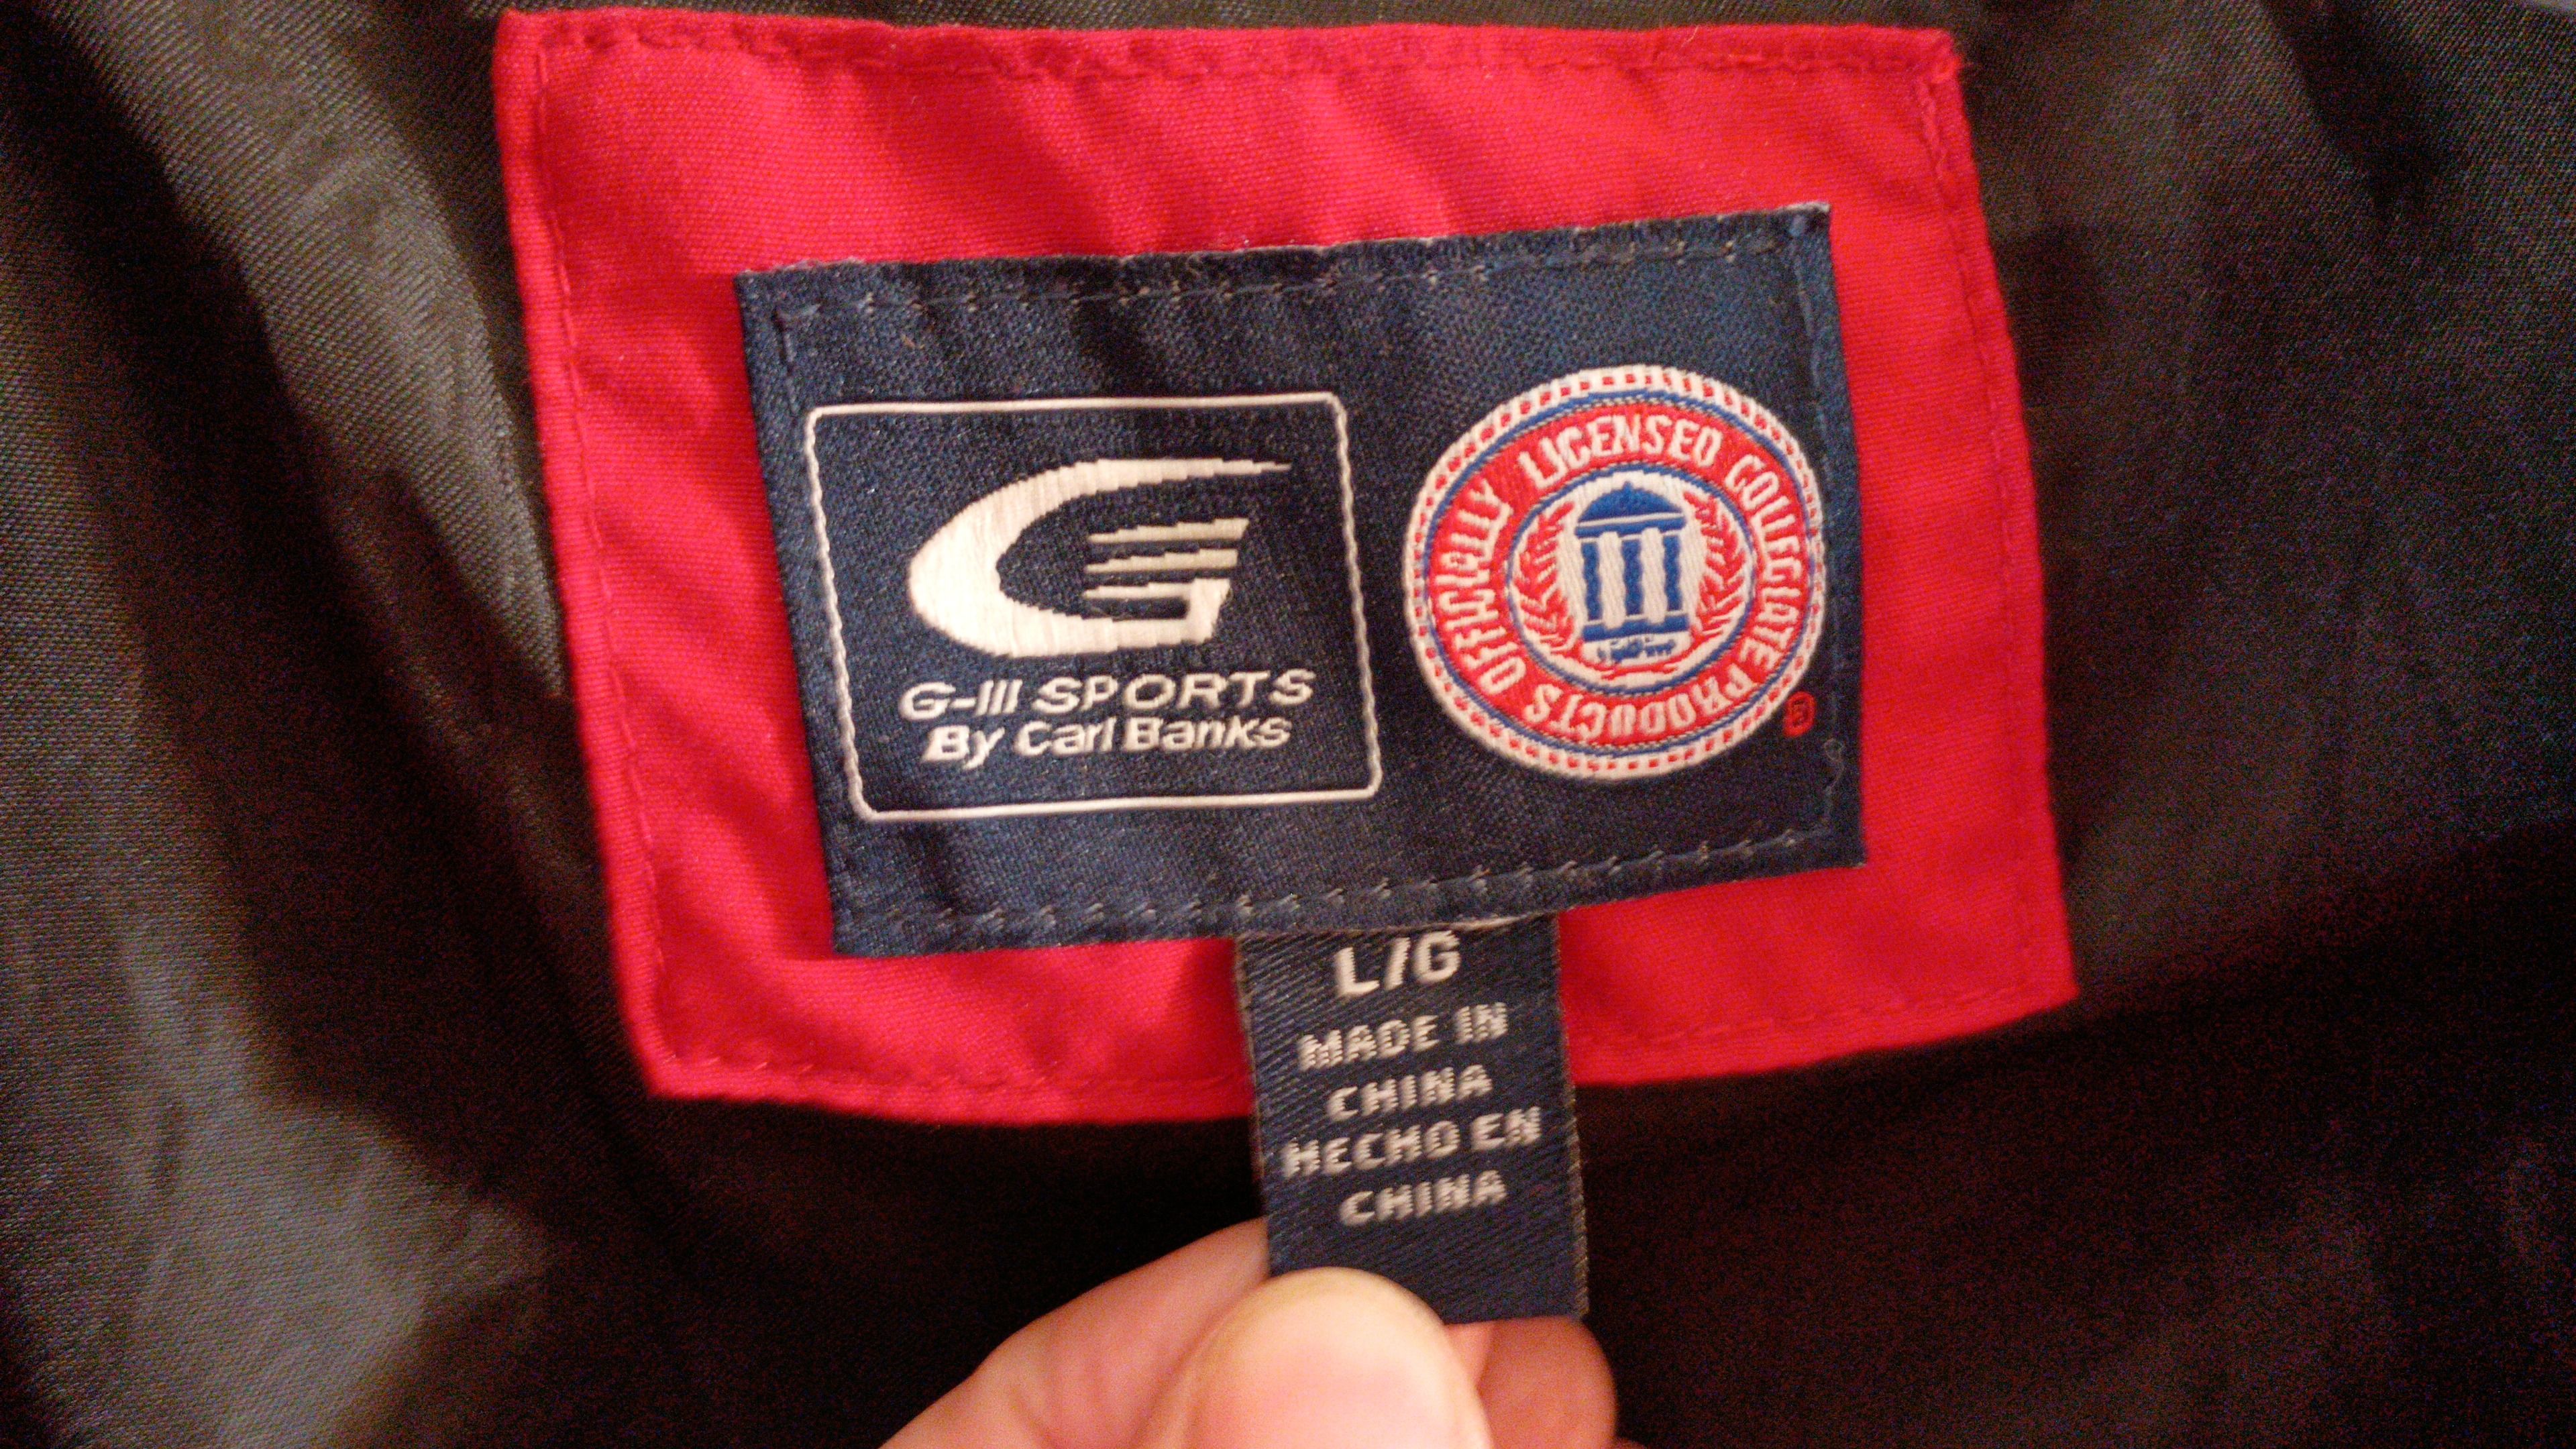 G-III SPORTS
By Carl Banks
OFFICIALLY LICENSED COLLEGIATE PRODUCTS
®
L/G
MADE IN
CHINA
HECHO EN
CHINA